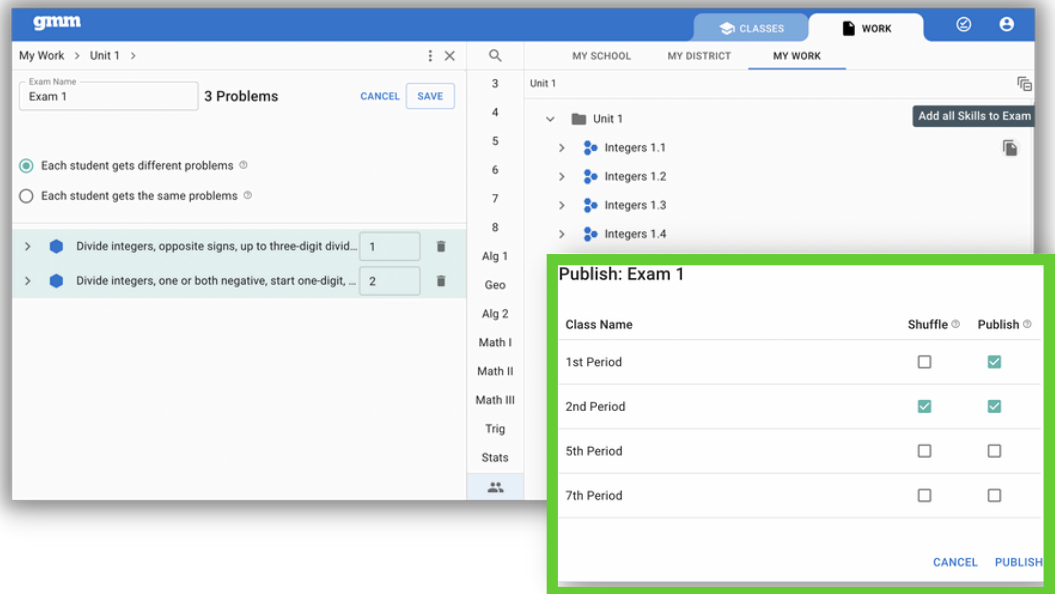 gmm
CLASSES
WORK
My Work > Unit 1 >
MY SCHOOL
MY DISTRICT
MY WORK
Exam Name
Exam 1
3 Problems
CANCEL
SAVE
Each student gets different problems
Each student gets the same problems
Divide integers, opposite signs, up to three-digit divid...
1
Divide integers, one or both negative, start one-digit, ...
2
3
4
5
6
7
8
Alg 1
Geo
Alg 2
Math I
Math II
Math III
Trig
Stats
Unit 1
Unit 1
Add all Skills to Exam
Integers 1.1
Integers 1.2
Integers 1.3
Integers 1.4
Publish: Exam 1
Class Name Shuffle Publish
1st Period
2nd Period
5th Period
7th Period
CANCEL PUBLISH